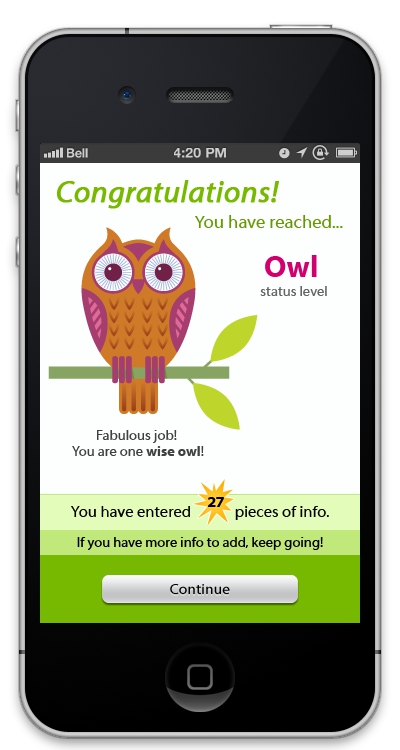 Bell 4:20 PM
Congratulations!
You have reached...
Owl
status level
Fabulous job!
You are one wise owl!
You have entered 27 pieces of info.
If you have more info to add, keep going!
Continue